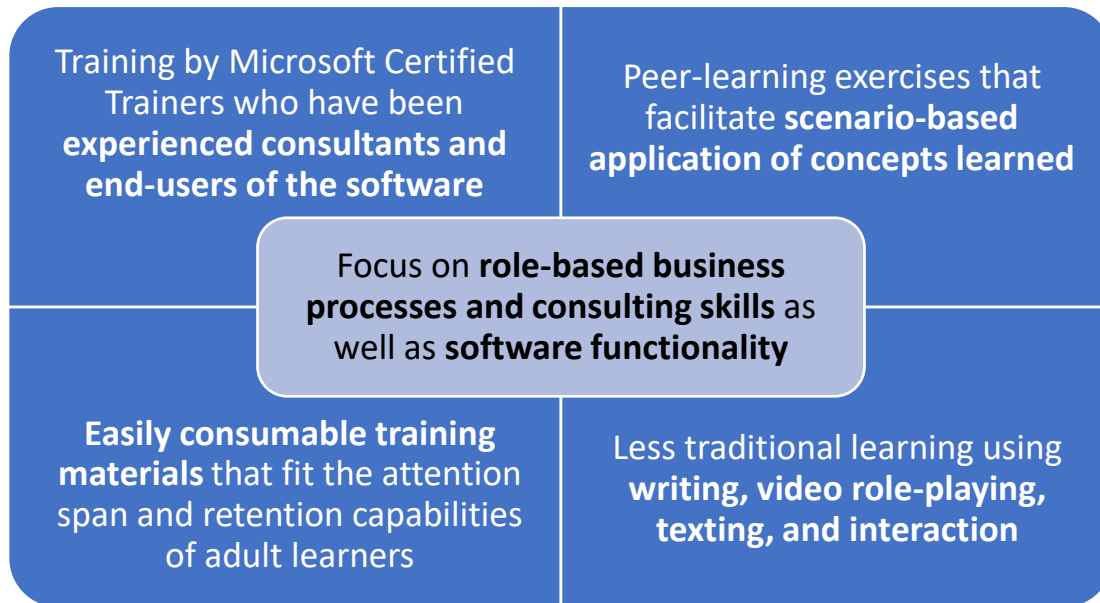 Training by Microsoft Certified
Trainers who have been
experienced consultants and
end-users of the software
Peer-learning exercises that
facilitate scenario-based
application of concepts learned
Focus on role-based business
processes and consulting skills as
well as software functionality
Easily consumable training
materials that fit the attention
span and retention capabilities
of adult learners
Less traditional learning using
writing, video role-playing,
texting, and interaction